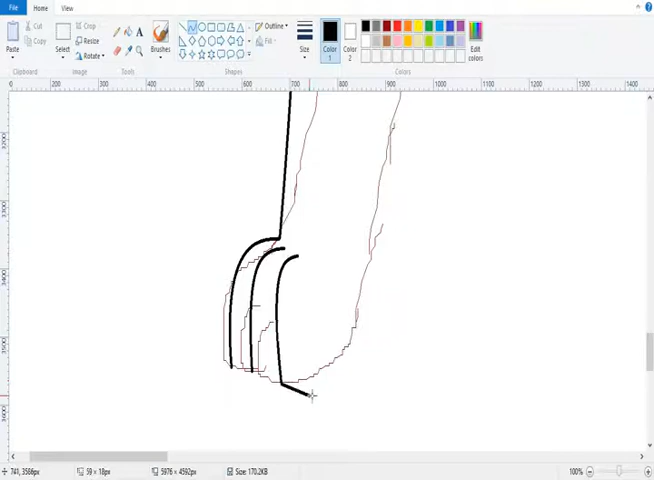 File Home View
Paste
Cut
Copy
Clipboard
Select
Crop
Resize
Rotate
Image
A
Tools
Brushes
Outline
Fill
Shapes
Size
Color 1
Color 2
Edit colors
Colors
200 300 400 500 600 700 800 900 1000 1100 1200 1300 1400
741, 3566px 59 × 18px 5976 × 4592px Size: 170.2KB 100%